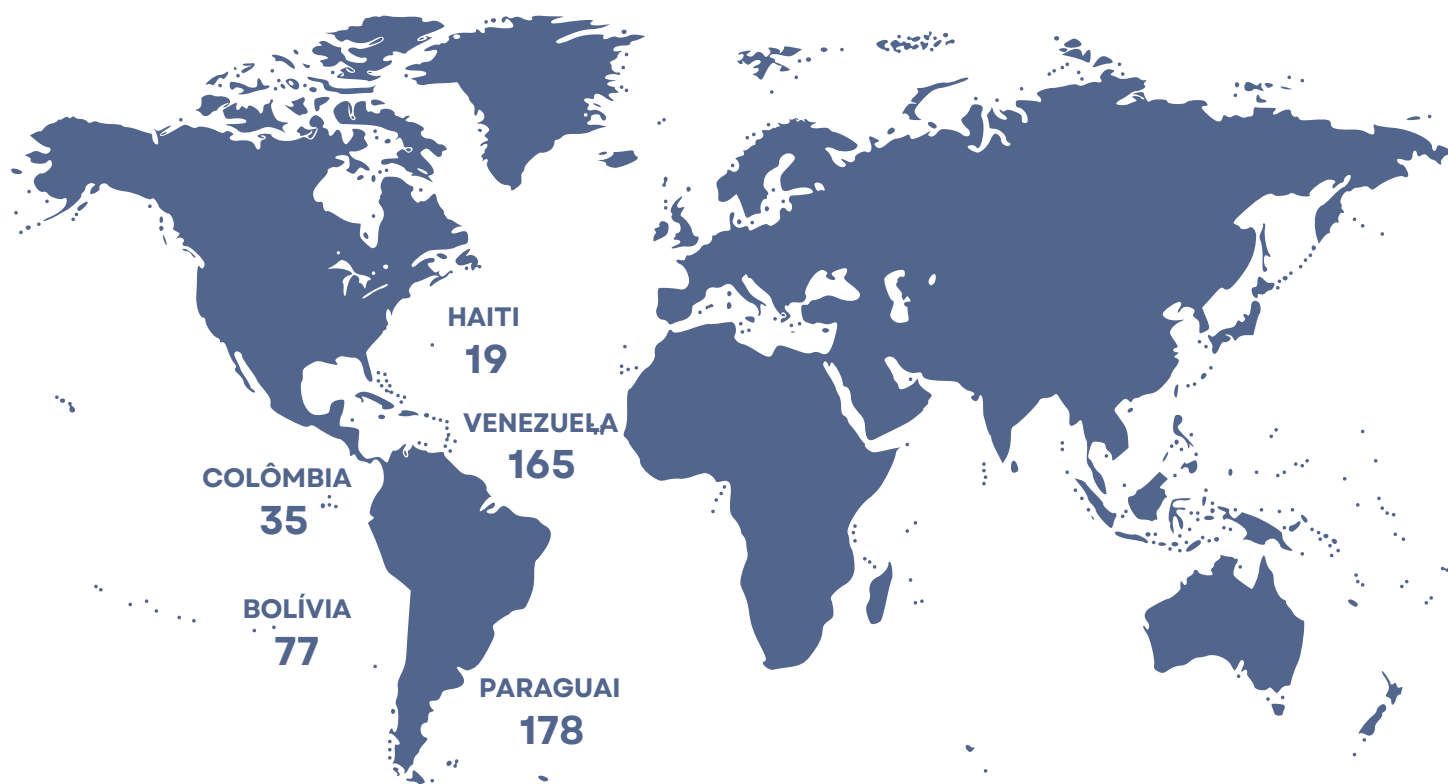 HAITI
19
VENEZUELA
165
COLÔMBIA
35
BOLÍVIA
77
PARAGUAI
178